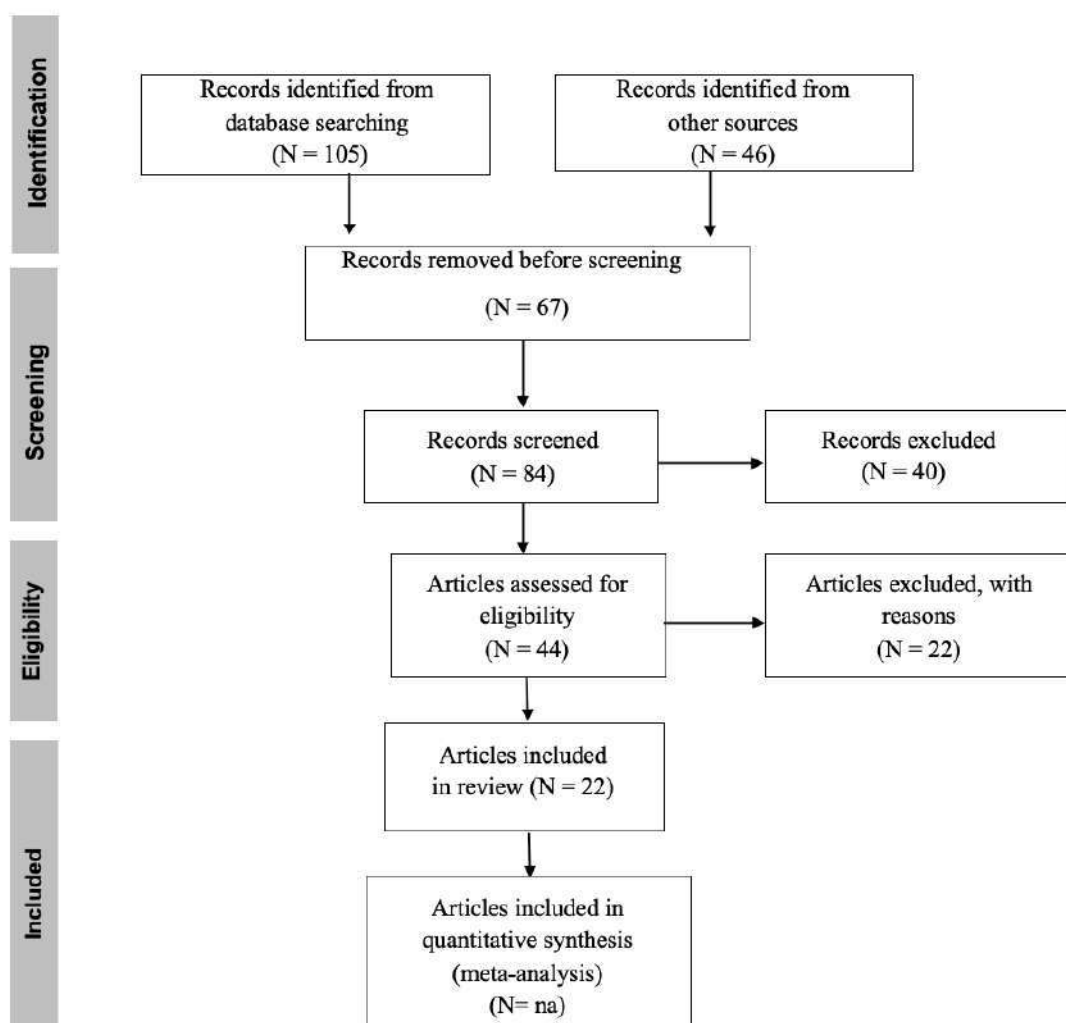 Identification
Records identified from
database searching
(N = 105)
Records identified from
other sources
(N = 46)
Screening
Records removed before screening
(N = 67)
Records screened
(N = 84)
Records excluded
(N = 40)
Eligibility
Articles assessed for
eligibility
(N = 44)
Articles excluded, with
reasons
(N = 22)
Included
Articles included
in review (N = 22)
Articles included in
quantitative synthesis
(meta-analysis)
(N= na)